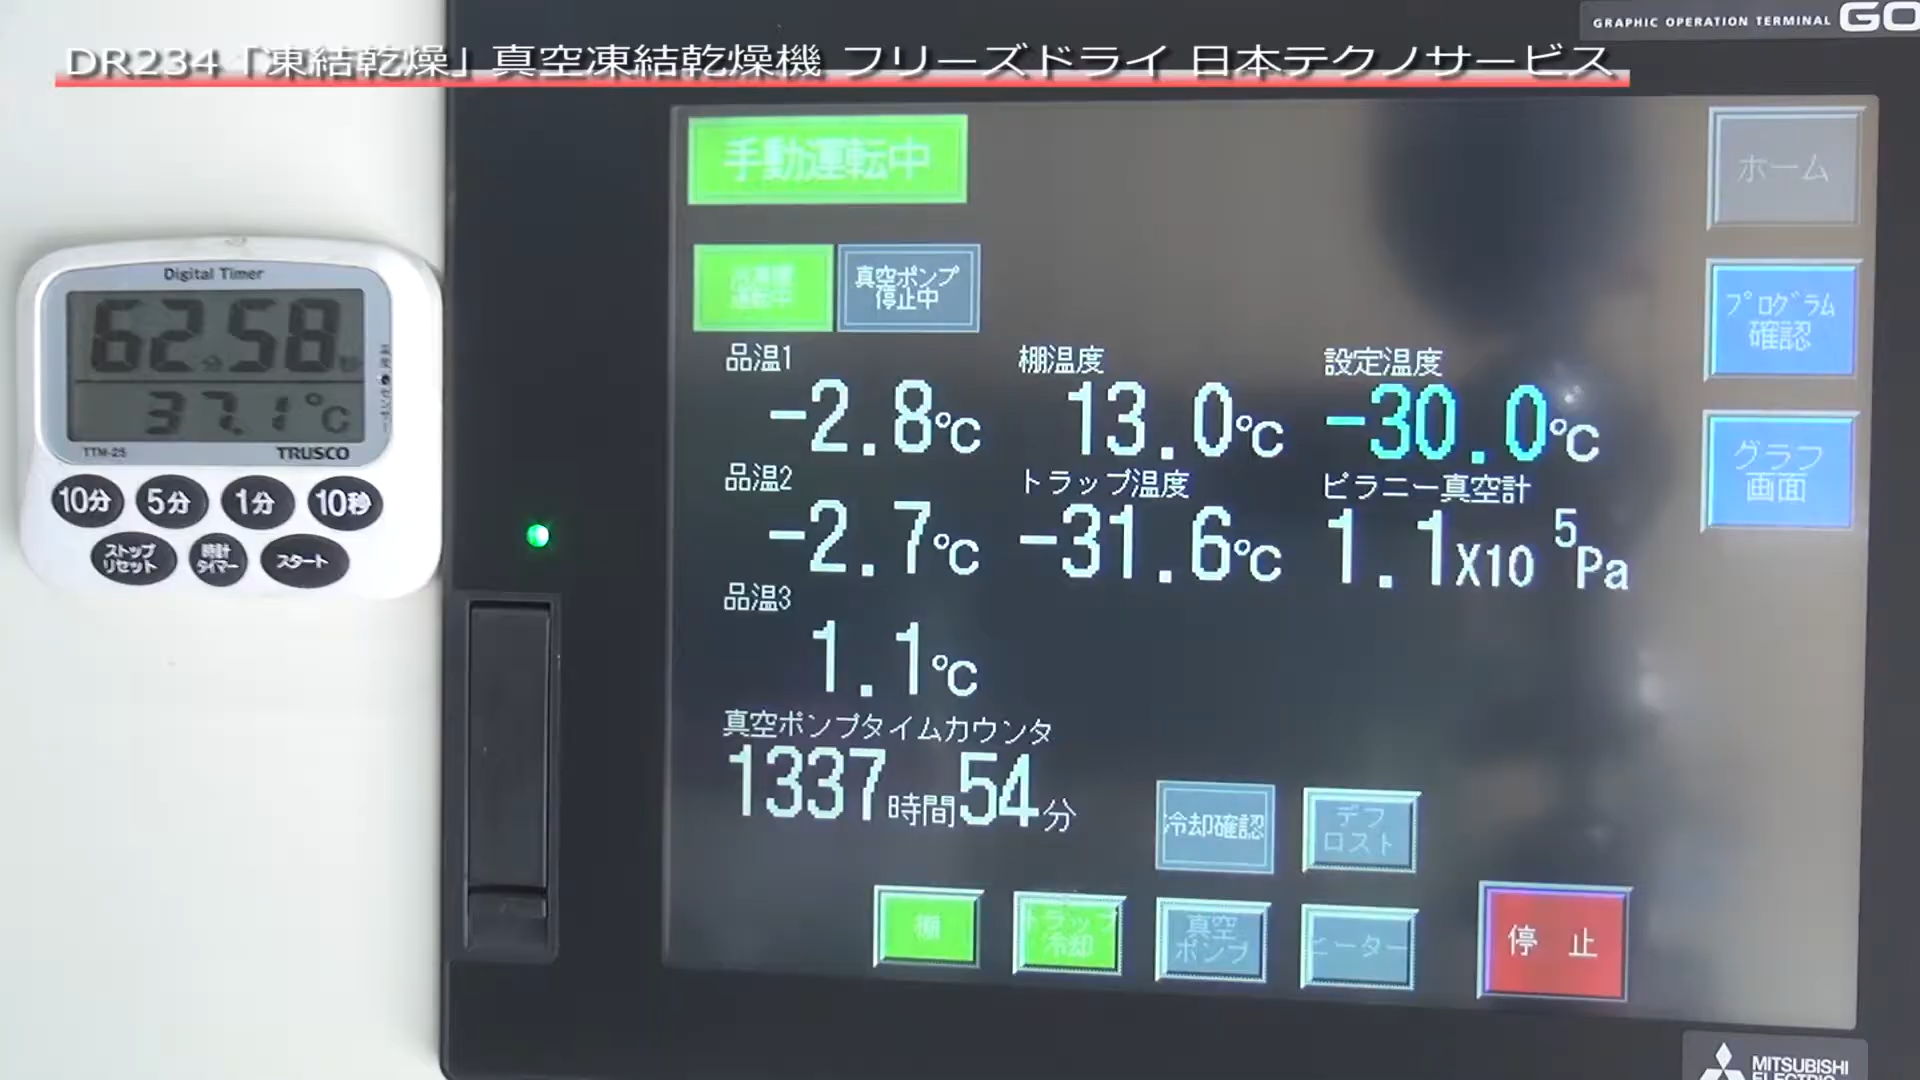 DR234「凍結乾燥」真空凍結乾燥機 フリーズドライ 日本テクノサービス
GRAPHIC OPERATION TERMINAL GO
手動運転中
ホーム
運転中
真空ポンプ
停止中
プログラム
確認
グラフ
画面
品温1
-2.8℃
棚温度
13.0℃
設定温度
-30.0℃
品温2
-2.7℃
トラップ温度
-31.6℃
ピラニー真空計
1.1X10 5Pa
品温3
1.1℃
真空ポンプタイムカウンタ
1337時間54分
冷却確認
デフ
ロスト
棚
トラップ
冷却
真空
ポンプ
ヒーター
停 止
MITSUBISHI
ELECTRIC
Digital Timer
62分58秒
37.1℃
TTM-25
TRUSCO
10分
5分
1分
10秒
ストップ
リセット
時計
タイマー
スタート